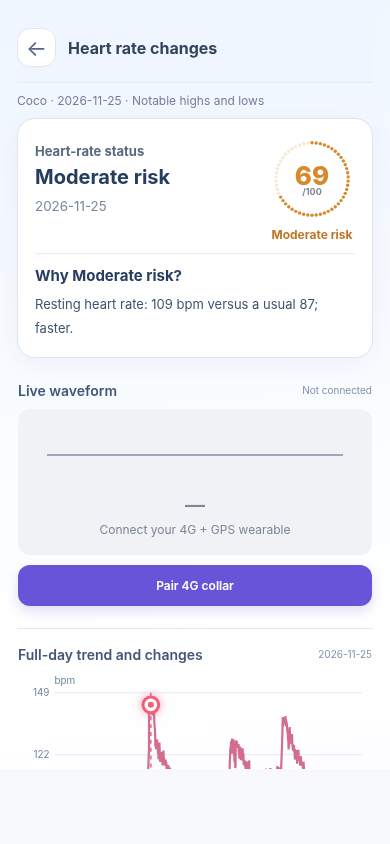 Heart rate changes
Coco · 2026-11-25 · Notable highs and lows
Heart-rate status
Moderate risk
2026-11-25
69
/100
Moderate risk
Why Moderate risk?
Resting heart rate: 109 bpm versus a usual 87;
faster.
Live waveform
Not connected
—
Connect your 4G + GPS wearable
Pair 4G collar
Full-day trend and changes
2026-11-25
bpm
149
122